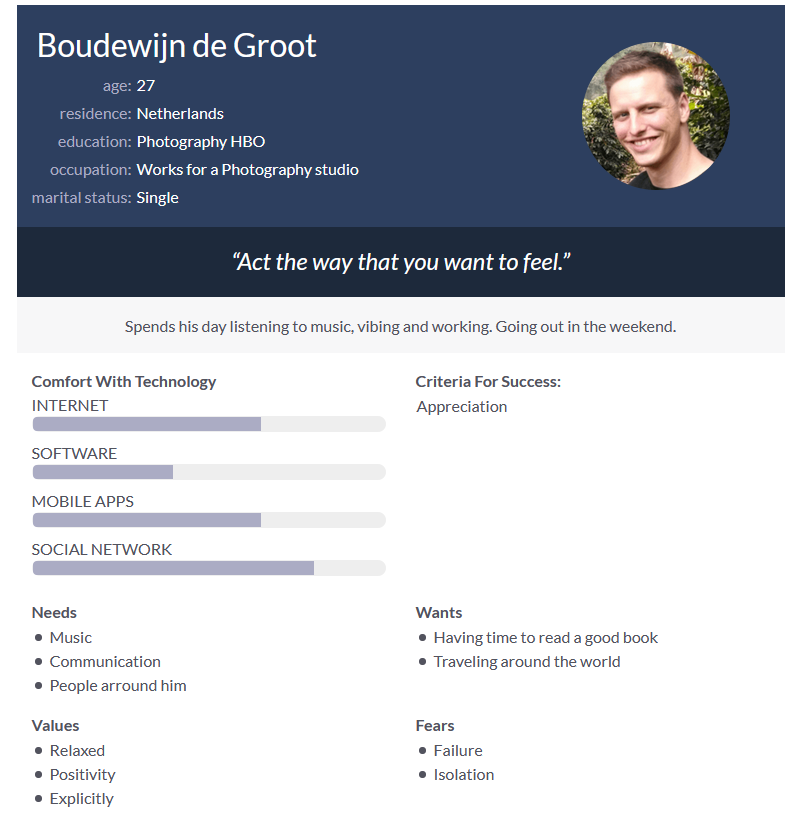 Boudewijn de Groot
age: 27
residence: Netherlands
education: Photography HBO
occupation: Works for a Photography studio
marital status: Single
“Act the way that you want to feel.”
Spends his day listening to music, vibing and working. Going out in the weekend.
Comfort With Technology
INTERNET
SOFTWARE
MOBILE APPS
SOCIAL NETWORK
Criteria For Success:
Appreciation
Needs
• Music
• Communication
• People arround him
Wants
• Having time to read a good book
• Traveling around the world
Values
• Relaxed
• Positivity
• Explicitly
Fears
• Failure
• Isolation